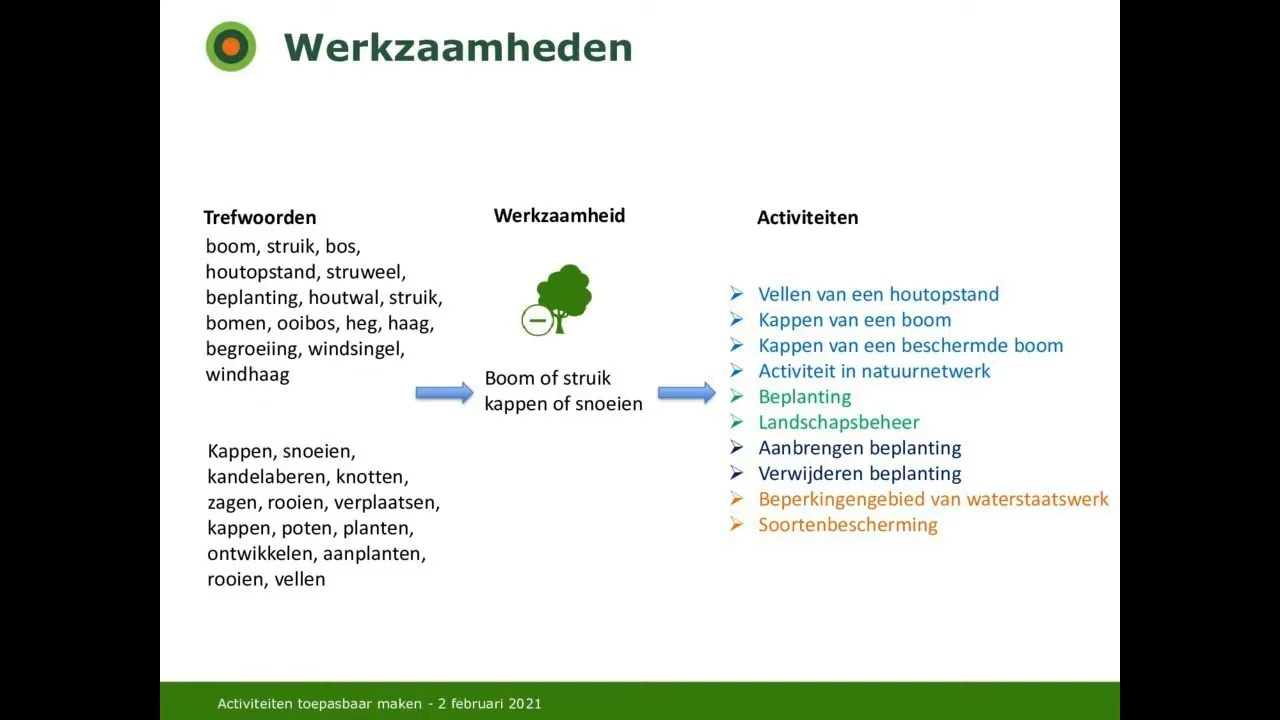 Werkzaamheden
Trefwoorden
boom, struik, bos,
houtopstand, struweel,
beplanting, houtwal, struik,
bomen, ooibos, heg, haag,
begroeiing, windsingel,
windhaag
Kappen, snoeien,
kandelaberen, knotten,
zagen, rooien, verplaatsen,
kappen, poten, planten,
ontwikkelen, aanplanten,
rooien, vellen
Werkzaamheid
Boom of struik
kappen of snoeien
Activiteiten
Vellen van een houtopstand
Kappen van een boom
Kappen van een beschermde boom
Activiteit in natuurnetwerk
Beplanting
Landschapsbeheer
Aanbrengen beplanting
Verwijderen beplanting
Beperkingengebied van waterstaatswerk
Soortenbescherming
Activiteiten toepasbaar maken - 2 februari 2021